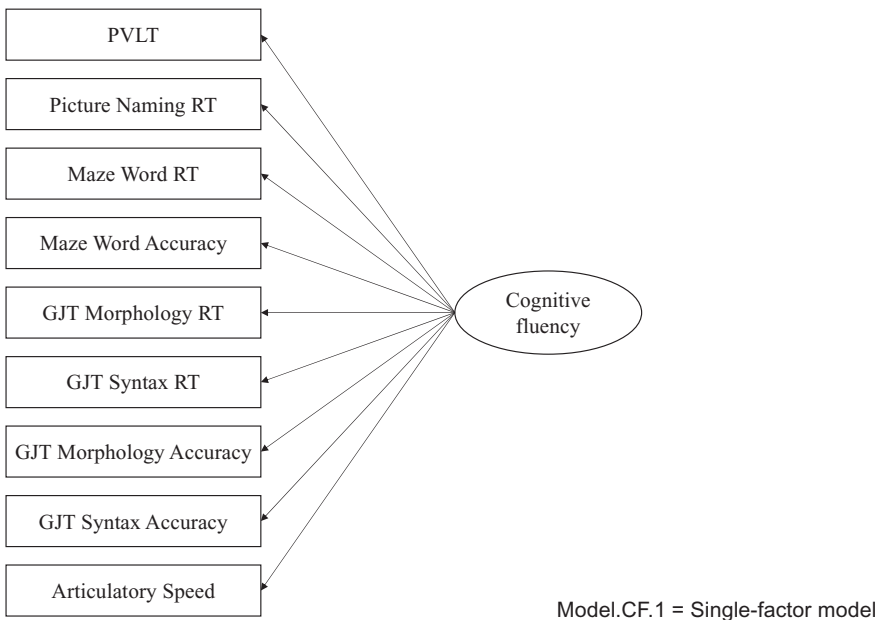 PVLT
Picture Naming RT
Maze Word RT
Maze Word Accuracy
GJT Morphology RT
GJT Syntax RT
GJT Morphology Accuracy
GJT Syntax Accuracy
Articulatory Speed
Cognitive
fluency
Model.CF.1 = Single-factor model